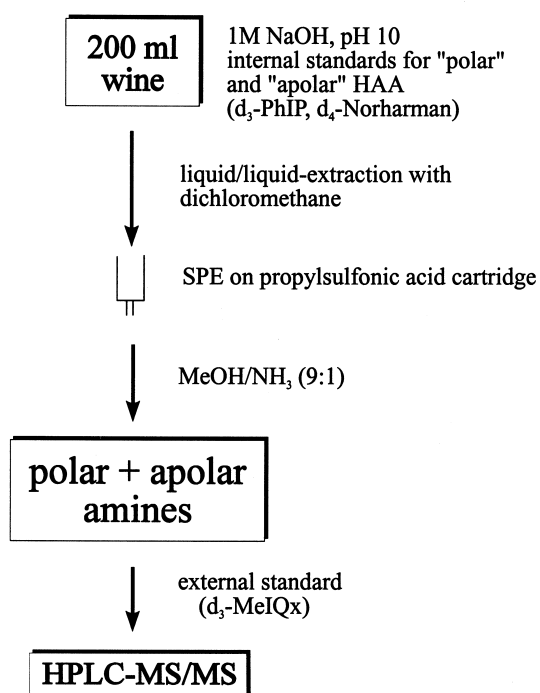 200 ml
wine
1M NaOH, pH 10
internal standards for "polar"
and "apolar" HAA
(d₃-PhIP, d₄-Norharman)
liquid/liquid-extraction with
dichloromethane
SPE on propylsulfonic acid cartridge
MeOH/NH₃ (9:1)
polar + apolar
amines
external standard
(d₃-MeIQx)
HPLC-MS/MS